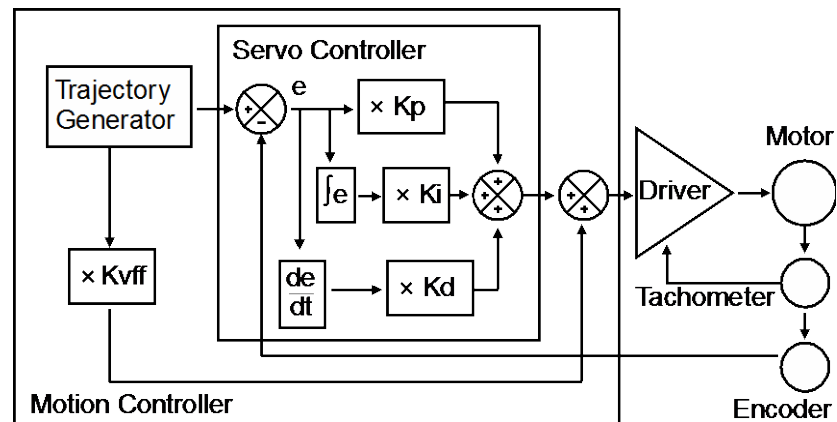 Servo Controller
Trajectory
Generator
e
+
−
× Kp
∫e
× Ki
de
dt
× Kd
+
+
+
+
+
× Kvff
Driver
Motor
Tachometer
Encoder
Motion Controller